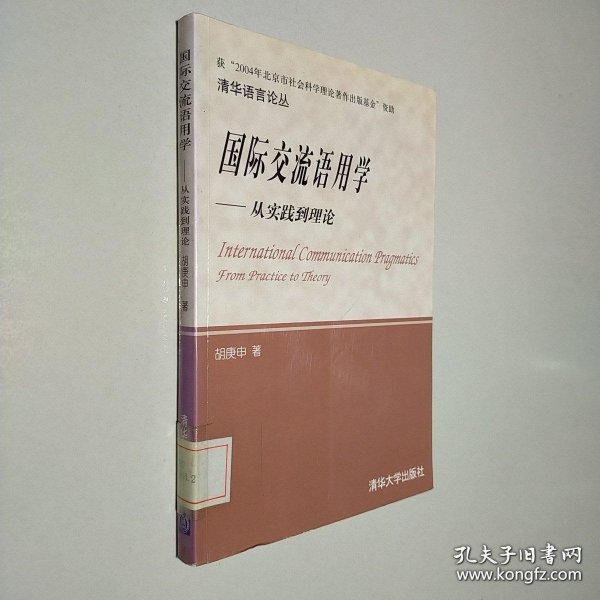 获“2004年北京市社会科学理论著作出版基金”资助
清华语言论丛
国际交流语用学
——从实践到理论
International Communication Pragmatics
From Practice to Theory
胡庚申 著
清华大学出版社
国际交流语用学——从实践到理论 胡庚申 著
清华
孔夫子旧书网
www.kongfz.com